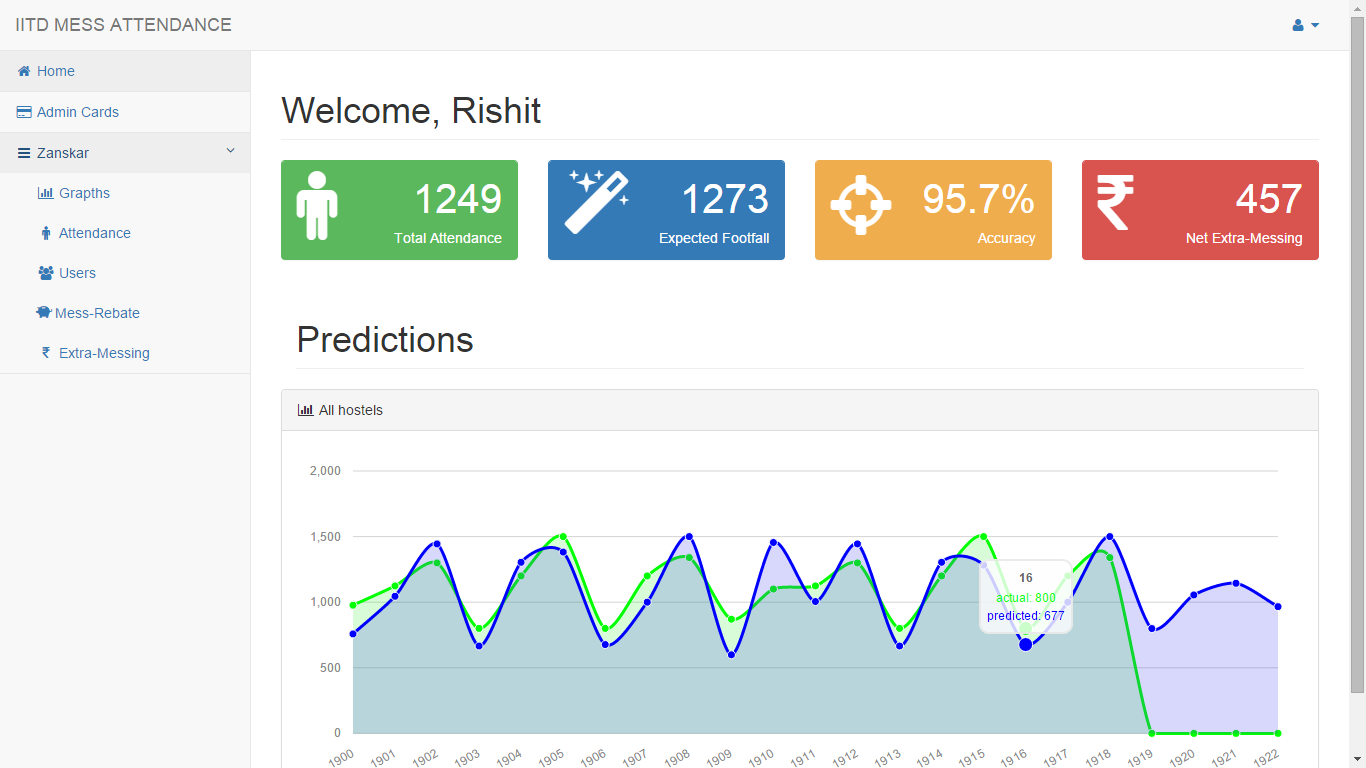 IITD MESS ATTENDANCE
Home
Admin Cards
Zanskar
Grapths
Attendance
Users
Mess-Rebate
₹ Extra-Messing
Welcome, Rishit
1249
Total Attendance
1273
Expected Footfall
95.7%
Accuracy
₹ 457
Net Extra-Messing
Predictions
All hostels
2,000
1,500
1,000
500
0
16
actual: 800
predicted: 677
1900 1901 1902 1903 1904 1905 1906 1907 1908 1909 1910 1911 1912 1913 1914 1915 1916 1917 1918 1919 1920 1921 1922